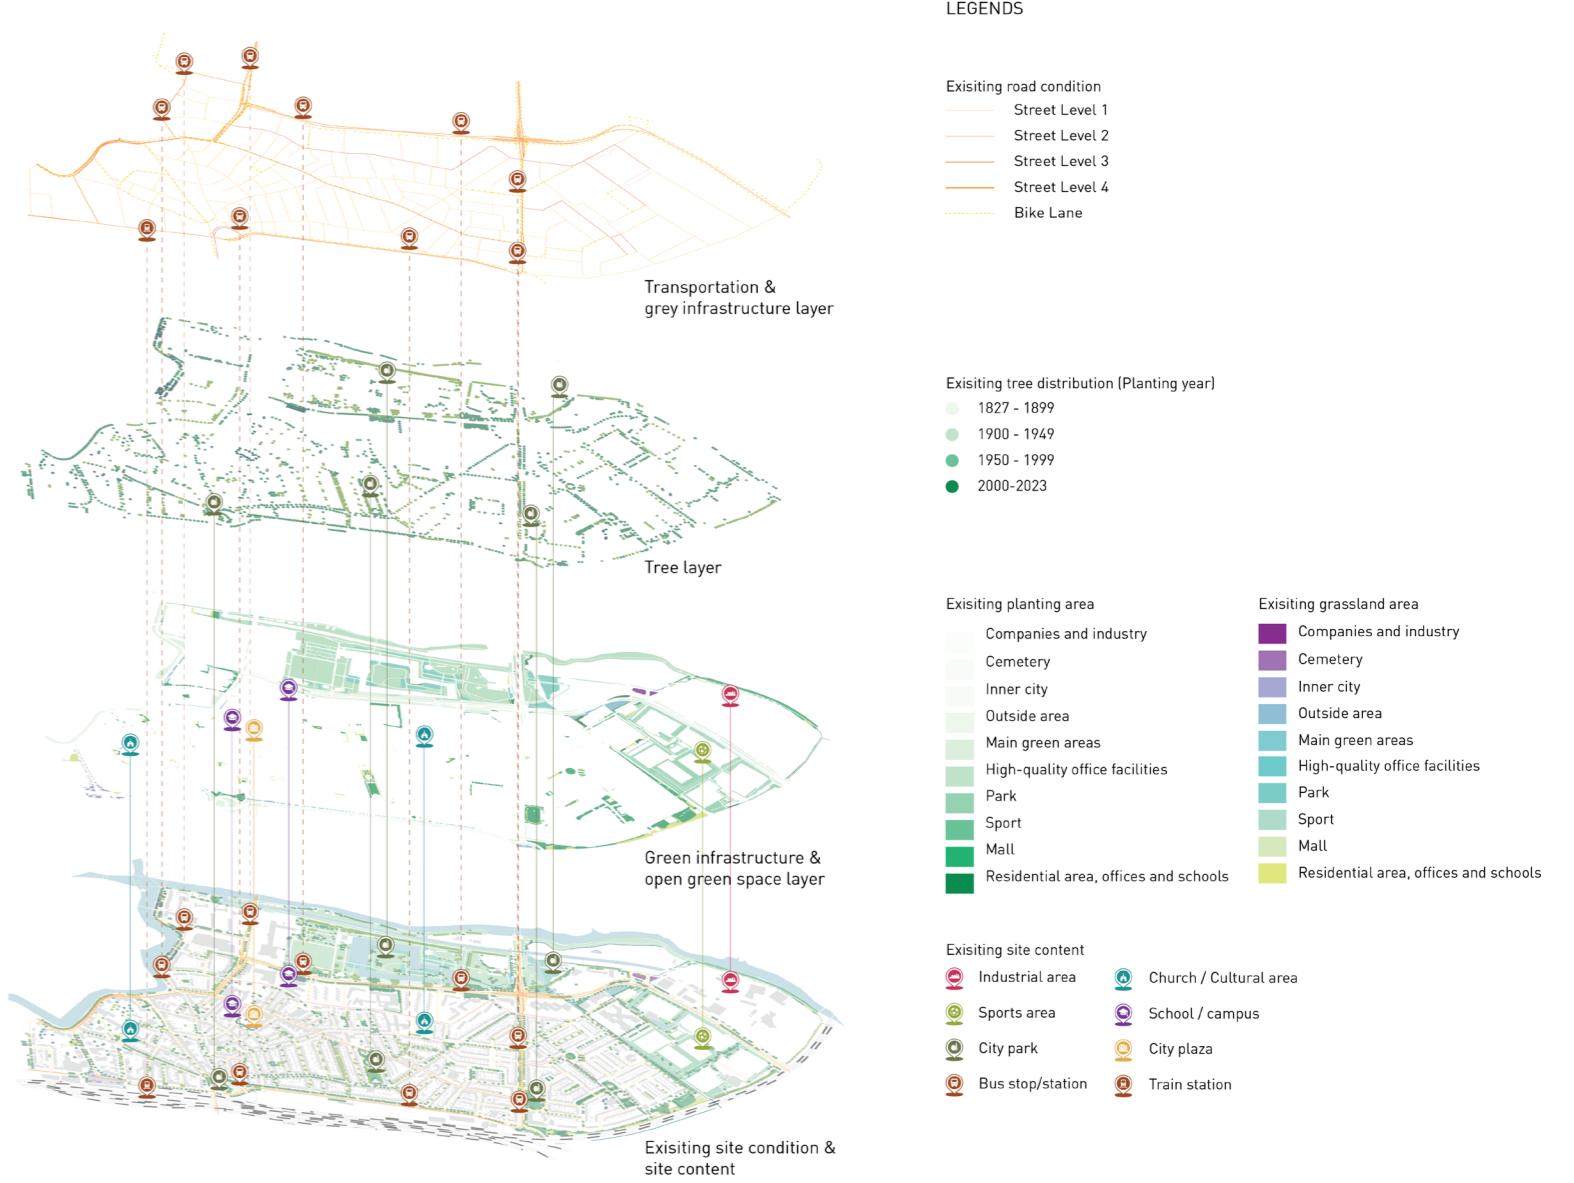 LEGENDS
Exisiting road condition
Street Level 1
Street Level 2
Street Level 3
Street Level 4
Bike Lane
Transportation &
grey infrastructure layer
Exisiting tree distribution (Planting year)
1827 - 1899
1900 - 1949
1950 - 1999
2000-2023
Tree layer
Exisiting planting area
Companies and industry
Cemetery
Inner city
Outside area
Main green areas
High-quality office facilities
Park
Sport
Mall
Residential area, offices and schools
Exisiting grassland area
Companies and industry
Cemetery
Inner city
Outside area
Main green areas
High-quality office facilities
Park
Sport
Mall
Residential area, offices and schools
Green infrastructure &
open green space layer
Exisiting site content
Industrial area
Sports area
City park
Bus stop/station
Church / Cultural area
School / campus
City plaza
Train station
Exisiting site condition &
site content